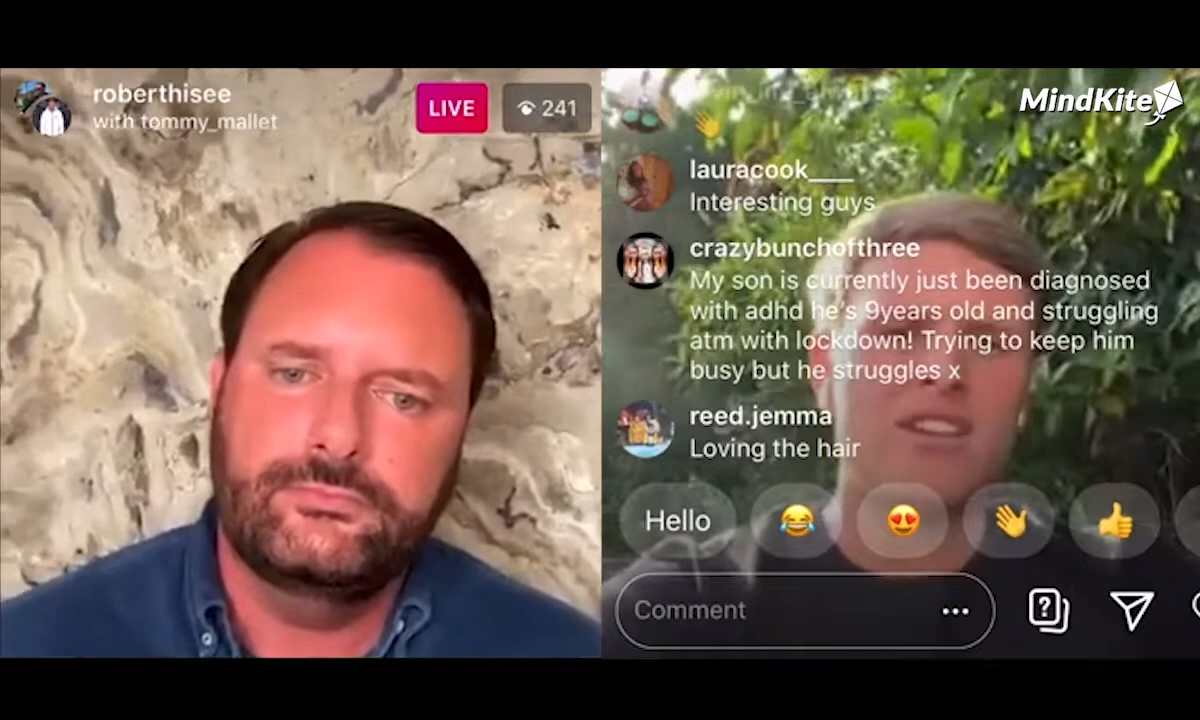 roberthisee
with tommy_mallet
LIVE
241
MindKite
lauracook___
Interesting guys
crazybunchofthree
My son is currently just been diagnosed
with adhd he's 9years old and struggling
atm with lockdown! Trying to keep him
busy but he struggles x
reed.jemma
Loving the hair
Hello
Comment